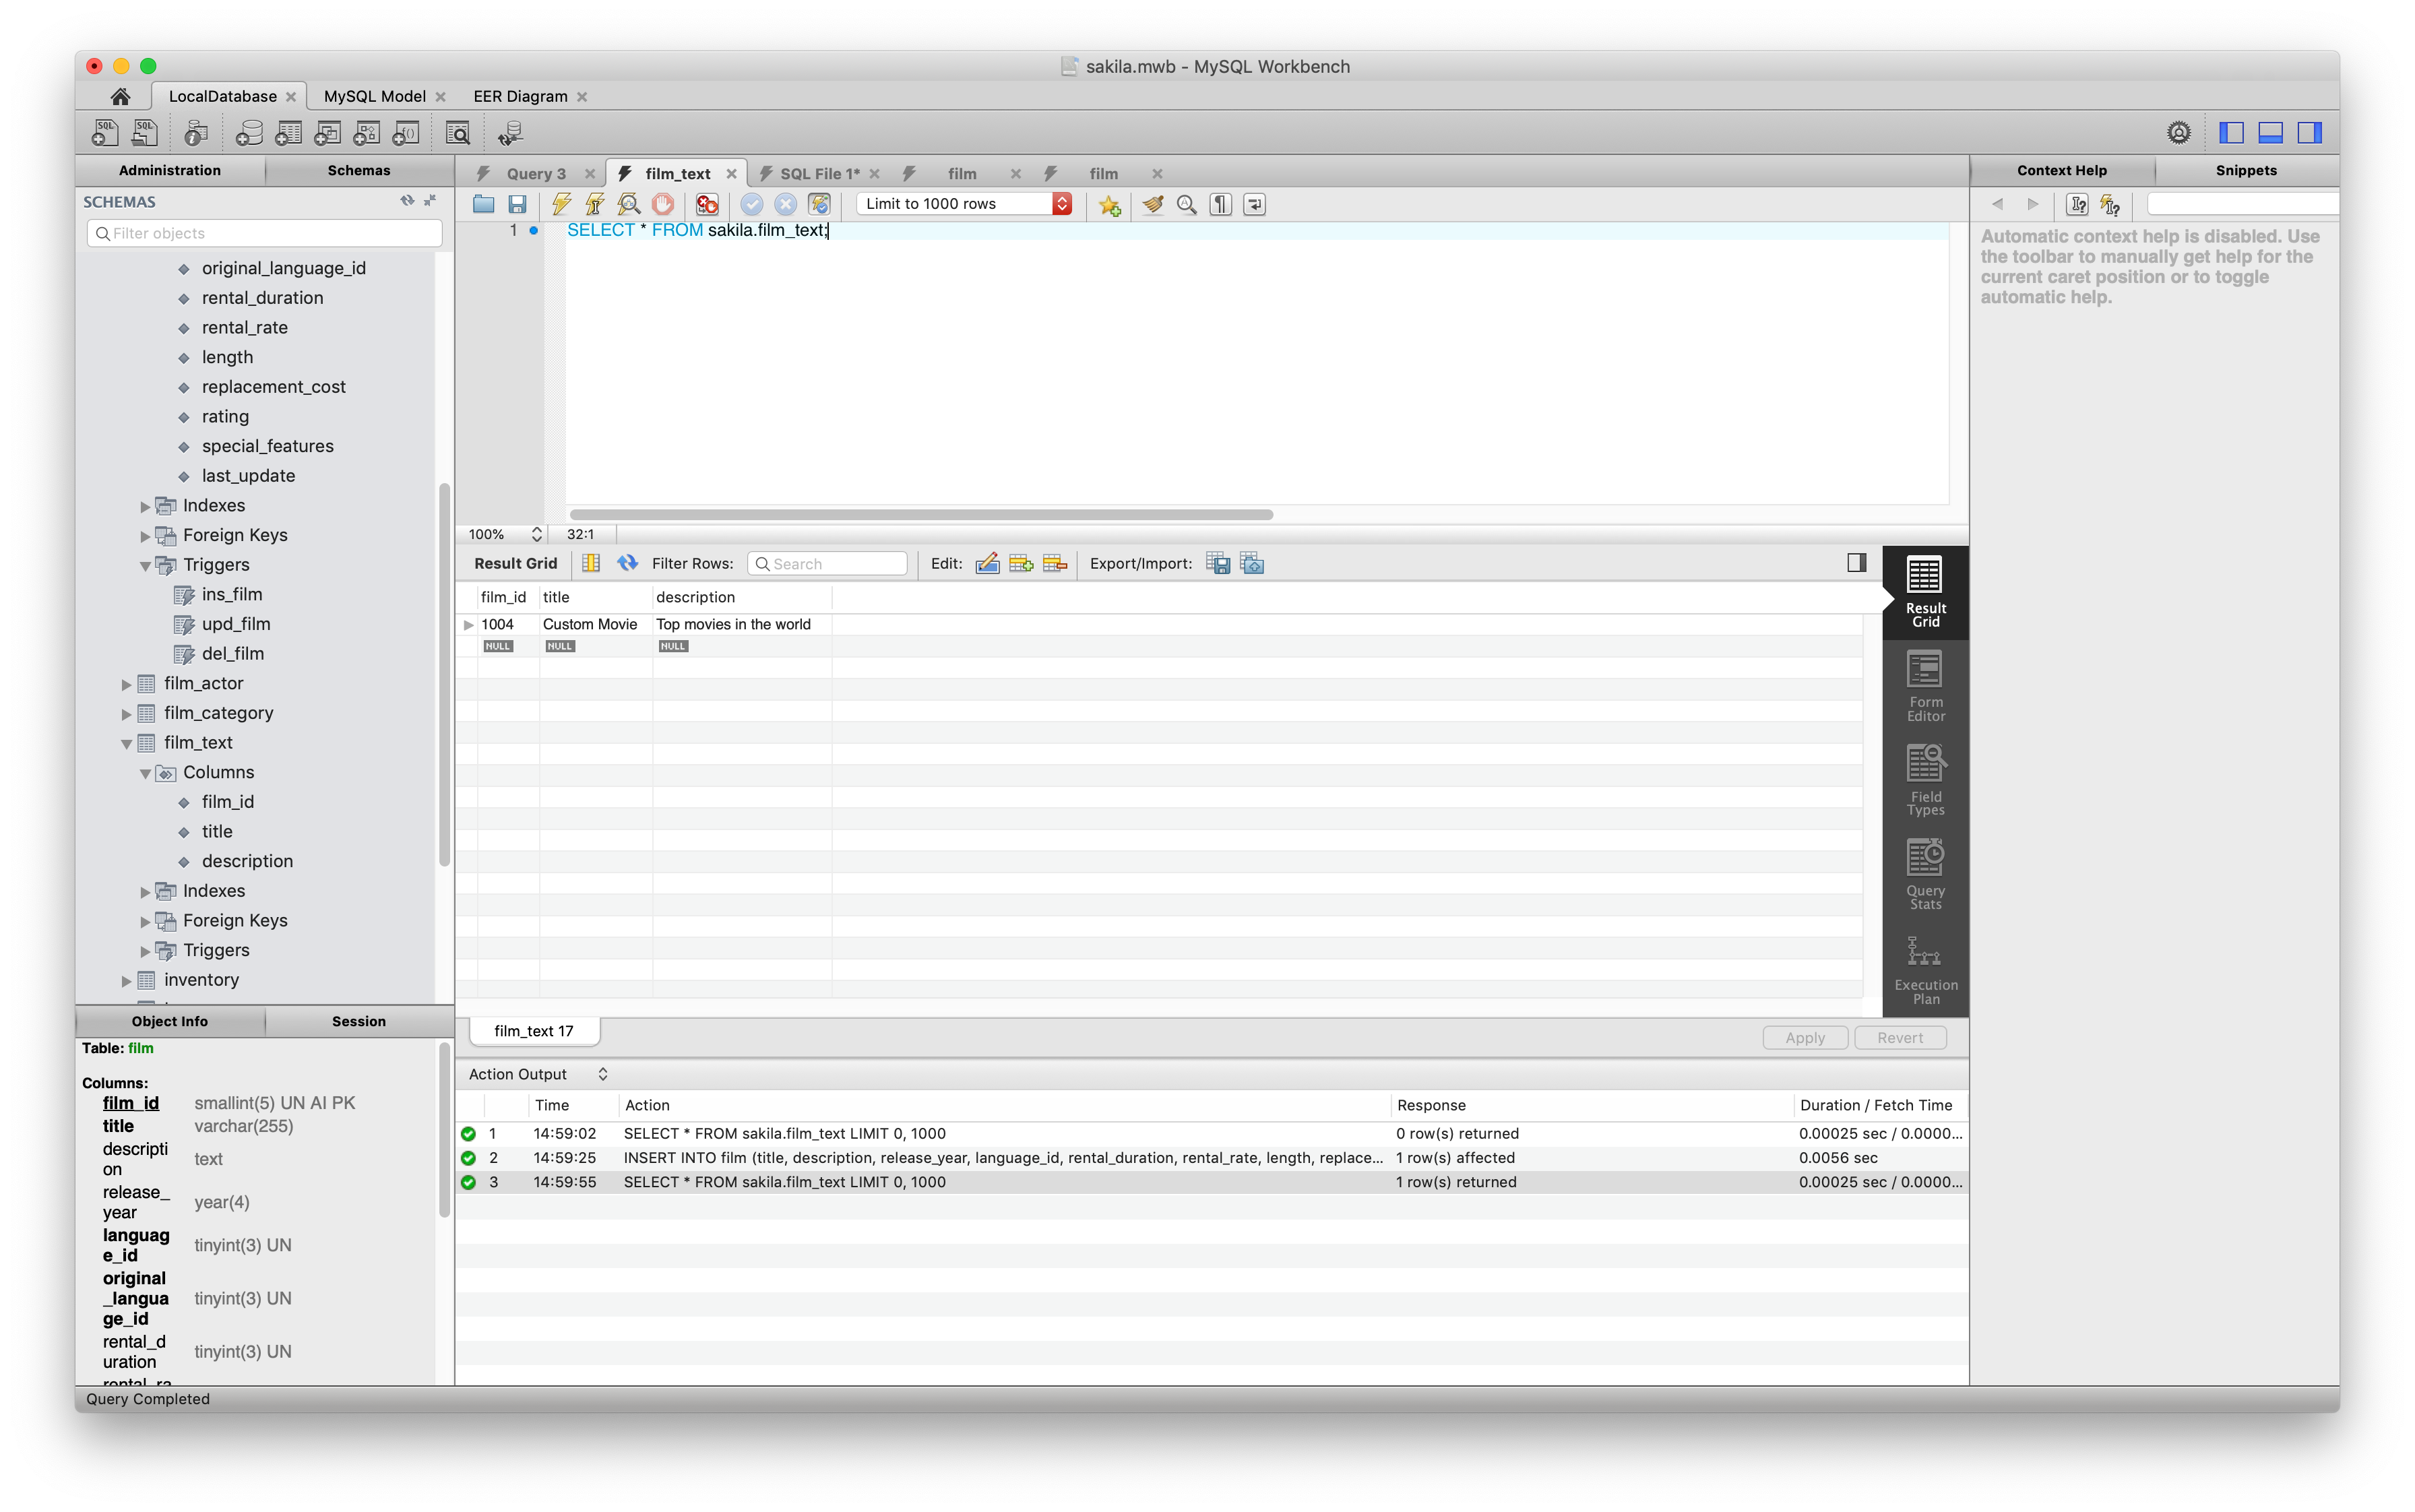 sakila.mwb - MySQL Workbench
LocalDatabase
MySQL Model
EER Diagram
Administration
Schemas
Query 3
film_text
SQL File 1*
film
film
Context Help
Snippets
SCHEMAS
Filter objects
Limit to 1000 rows
1
SELECT * FROM sakila.film_text;
Automatic context help is disabled. Use
the toolbar to manually get help for the
current caret position or to toggle
automatic help.
original_language_id
rental_duration
rental_rate
length
replacement_cost
rating
special_features
last_update
Indexes
Foreign Keys
Triggers
ins_film
upd_film
del_film
film_actor
film_category
film_text
Columns
film_id
title
description
Indexes
Foreign Keys
Triggers
inventory
100%
32:1
Result Grid
Filter Rows:
Search
Edit:
Export/Import:
film_id title description
1004 Custom Movie Top movies in the world
NULL NULL NULL
Result
Grid
Form
Editor
Field
Types
Query
Stats
Execution
Plan
film_text 17
Apply
Revert
Object Info
Session
Table: film
Columns:
film_id smallint(5) UN AI PK
title varchar(255)
descripti
on
text
release_
year
year(4)
languag
e_id
tinyint(3) UN
original
_langua
ge_id
tinyint(3) UN
rental_d
uration
tinyint(3) UN
Action Output
Time Action Response Duration / Fetch Time
1 14:59:02 SELECT * FROM sakila.film_text LIMIT 0, 1000 0 row(s) returned 0.00025 sec / 0.0000...
2 14:59:25 INSERT INTO film (title, description, release_year, language_id, rental_duration, rental_rate, length, replace... 1 row(s) affected 0.0056 sec
3 14:59:55 SELECT * FROM sakila.film_text LIMIT 0, 1000 1 row(s) returned 0.00025 sec / 0.0000...
Query Completed